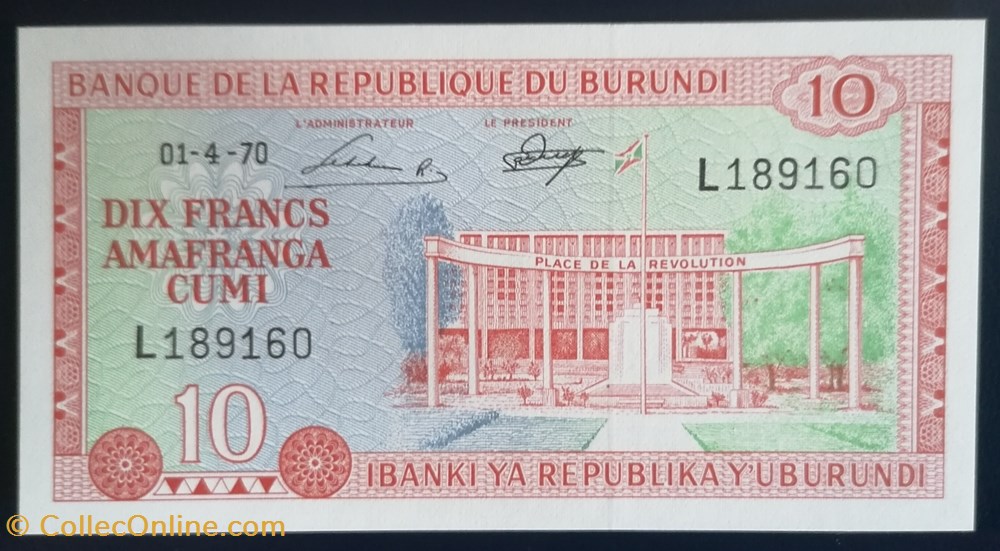 BANQUE DE LA REPUBLIQUE DU BURUNDI
10
L'ADMINISTRATEUR LE PRESIDENT
01-4-70
L189160
DIX FRANCS
AMAFRANGA
CUMI
PLACE DE LA REVOLUTION
L189160
10
IBANKI YA REPUBLIKA Y'UBURUNDI
© CollecOnline.com